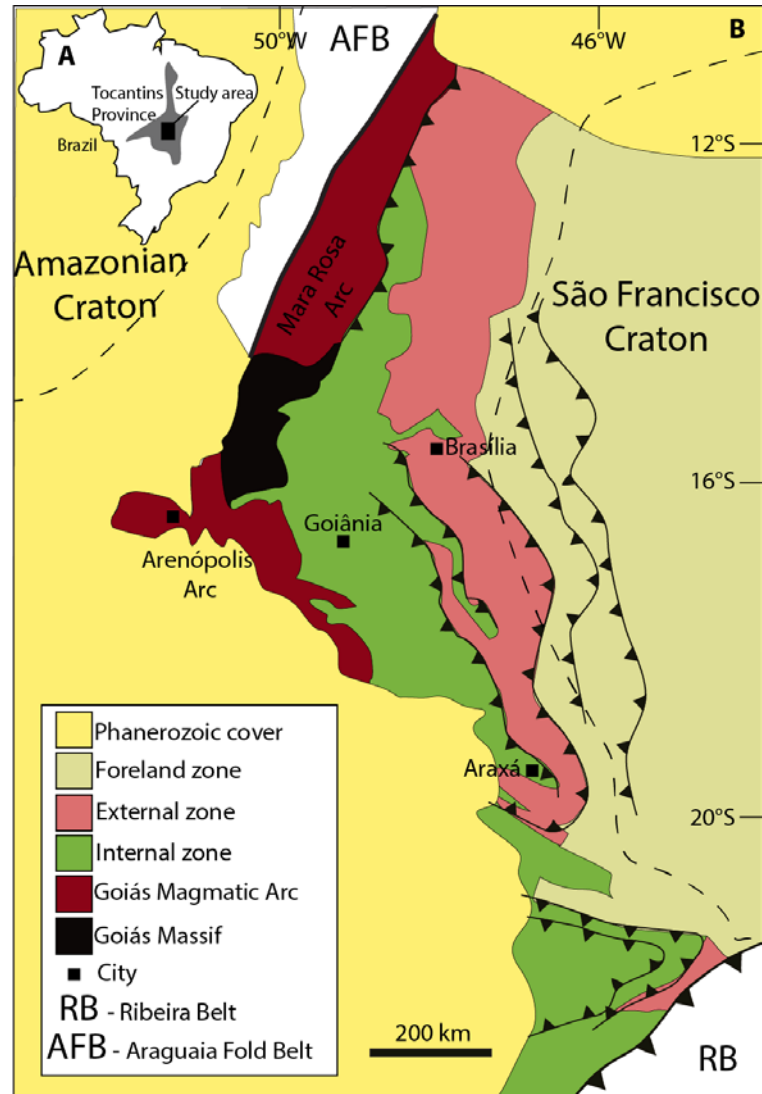 50°W
AFB
46°W
B
A
Tocantins
Province
Study area
Brazil
12°S
Amazonian
Craton
Mara Rosa
Arc
São Francisco
Craton
Brasília
16°S
Goiânia
Arenópolis
Arc
Phanerozoic cover
Foreland zone
External zone
Internal zone
Goiás Magmatic Arc
Goiás Massif
City
RB - Ribeira Belt
AFB - Araguaia Fold Belt
Araxá
20°S
200 km
RB